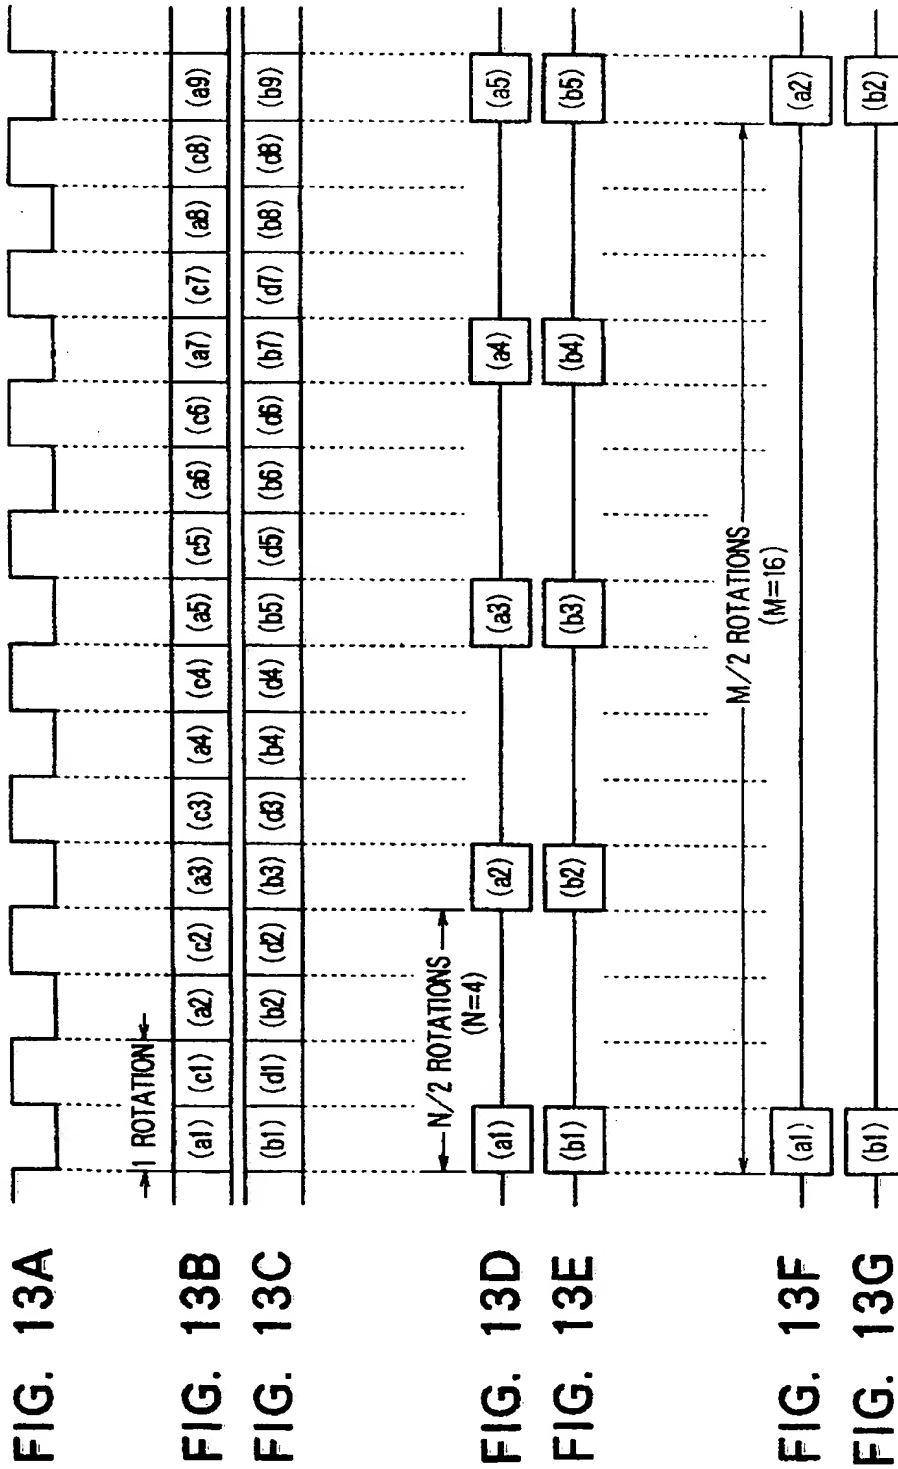 FIG. 13A
1 ROTATION
FIG. 13B
(a1) (c1) (a2) (c2) (a3) (c3) (a4) (c4) (a5) (c5) (a6) (c6) (a7) (c7) (a8) (c8) (a9)
FIG. 13C
(b1) (d1) (b2) (d2) (b3) (d3) (b4) (d4) (b5) (d5) (b6) (d6) (b7) (d7) (b8) (d8) (b9)
N/2 ROTATIONS
(N=4)
FIG. 13D
(a1) (a2) (a3) (a4) (a5)
FIG. 13E
(b1) (b2) (b3) (b4) (b5)
M/2 ROTATIONS
(M=16)
FIG. 13F
(a1) (a2)
FIG. 13G
(b1) (b2)